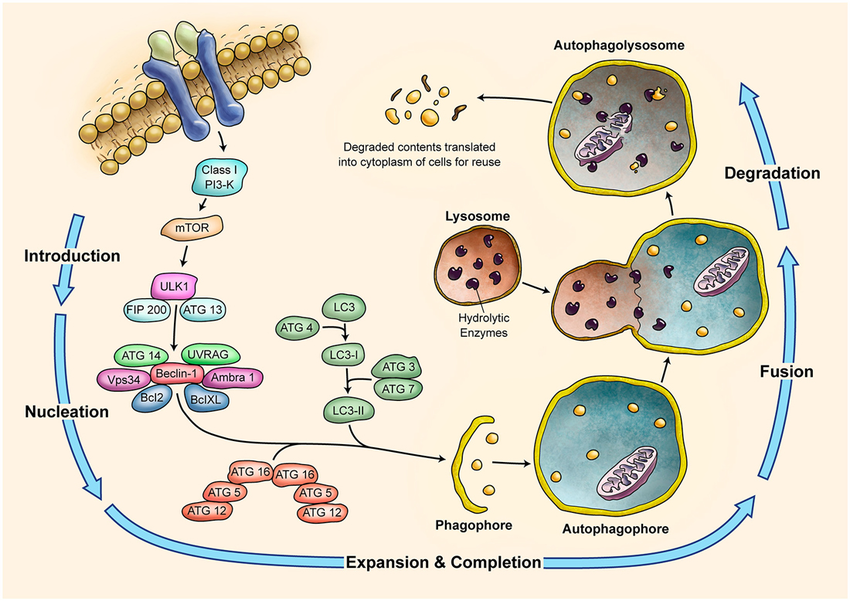 Autophagolysosome
Degraded contents translated
into cytoplasm of cells for reuse
Class I
PI3-K
Degradation
mTOR
Lysosome
Introduction
ULK1
FIP 200
ATG 13
LC3
Hydrolytic
Enzymes
ATG 4
ATG 14
UVRAG
LC3-I
Vps34
Beclin-1
Ambra 1
ATG 3
ATG 7
Fusion
Bcl2
BclXL
Nucleation
LC3-II
ATG 16
ATG 16
ATG 5
ATG 5
ATG 12
ATG 12
Phagophore
Autophagophore
Expansion & Completion